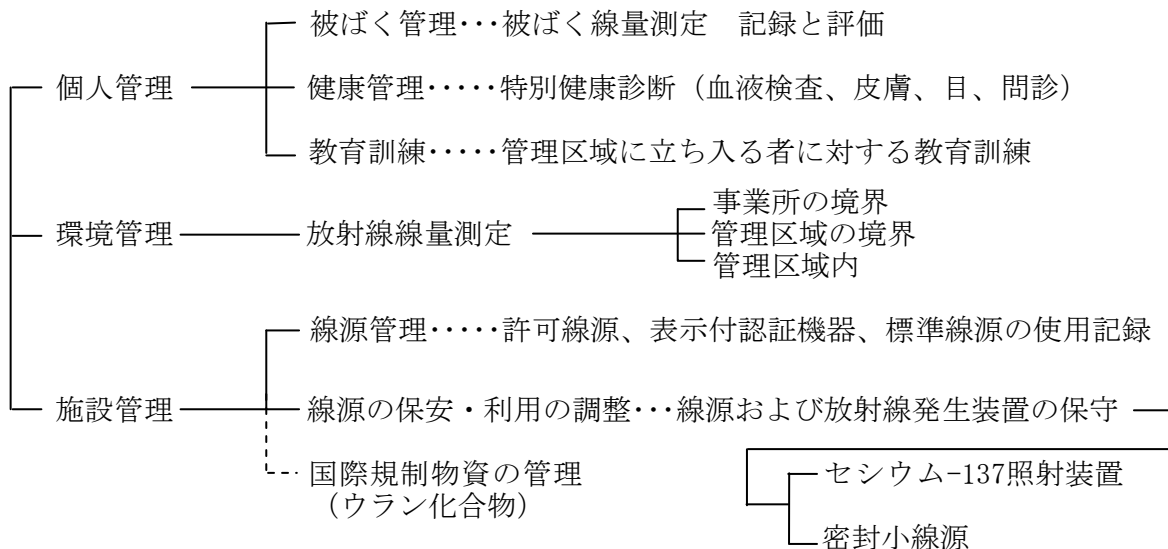 被ばく管理･･･被ばく線量測定　記録と評価
個人管理
健康管理･････特別健康診断（血液検査、皮膚、目、問診）
教育訓練･････管理区域に立ち入る者に対する教育訓練
環境管理
放射線線量測定
事業所の境界
管理区域の境界
管理区域内
線源管理･････許可線源、表示付認証機器、標準線源の使用記録
施設管理
線源の保安・利用の調整･･･線源および放射線発生装置の保守
国際規制物資の管理
（ウラン化合物）
セシウム-137照射装置
密封小線源